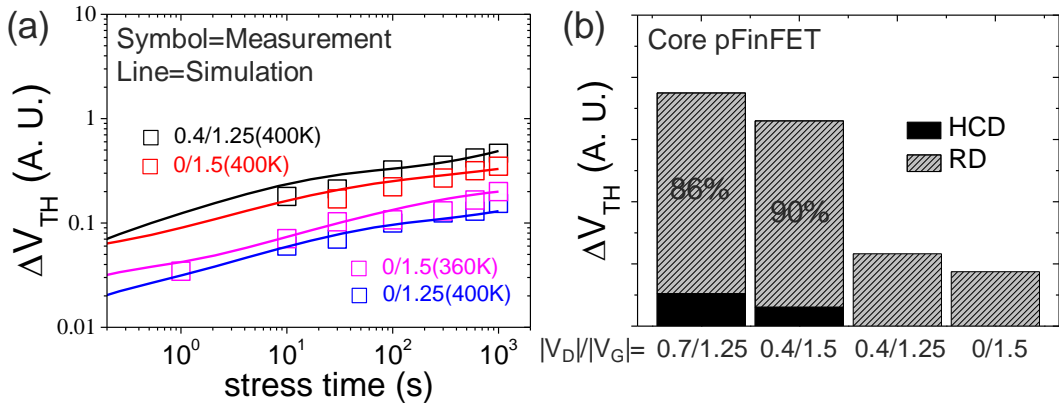 (a)
Symbol=Measurement
Line=Simulation
0.4/1.25(400K)
0/1.5(400K)
0/1.5(360K)
0/1.25(400K)
10
1
0.1
0.01
ΔV_TH (A. U.)
10^0 10^1 10^2 10^3
stress time (s)
(b)
Core pFinFET
HCD
RD
86%
90%
ΔV_TH (A. U.)
|V_D|/|V_G|= 0.7/1.25 0.4/1.5 0.4/1.25 0/1.5